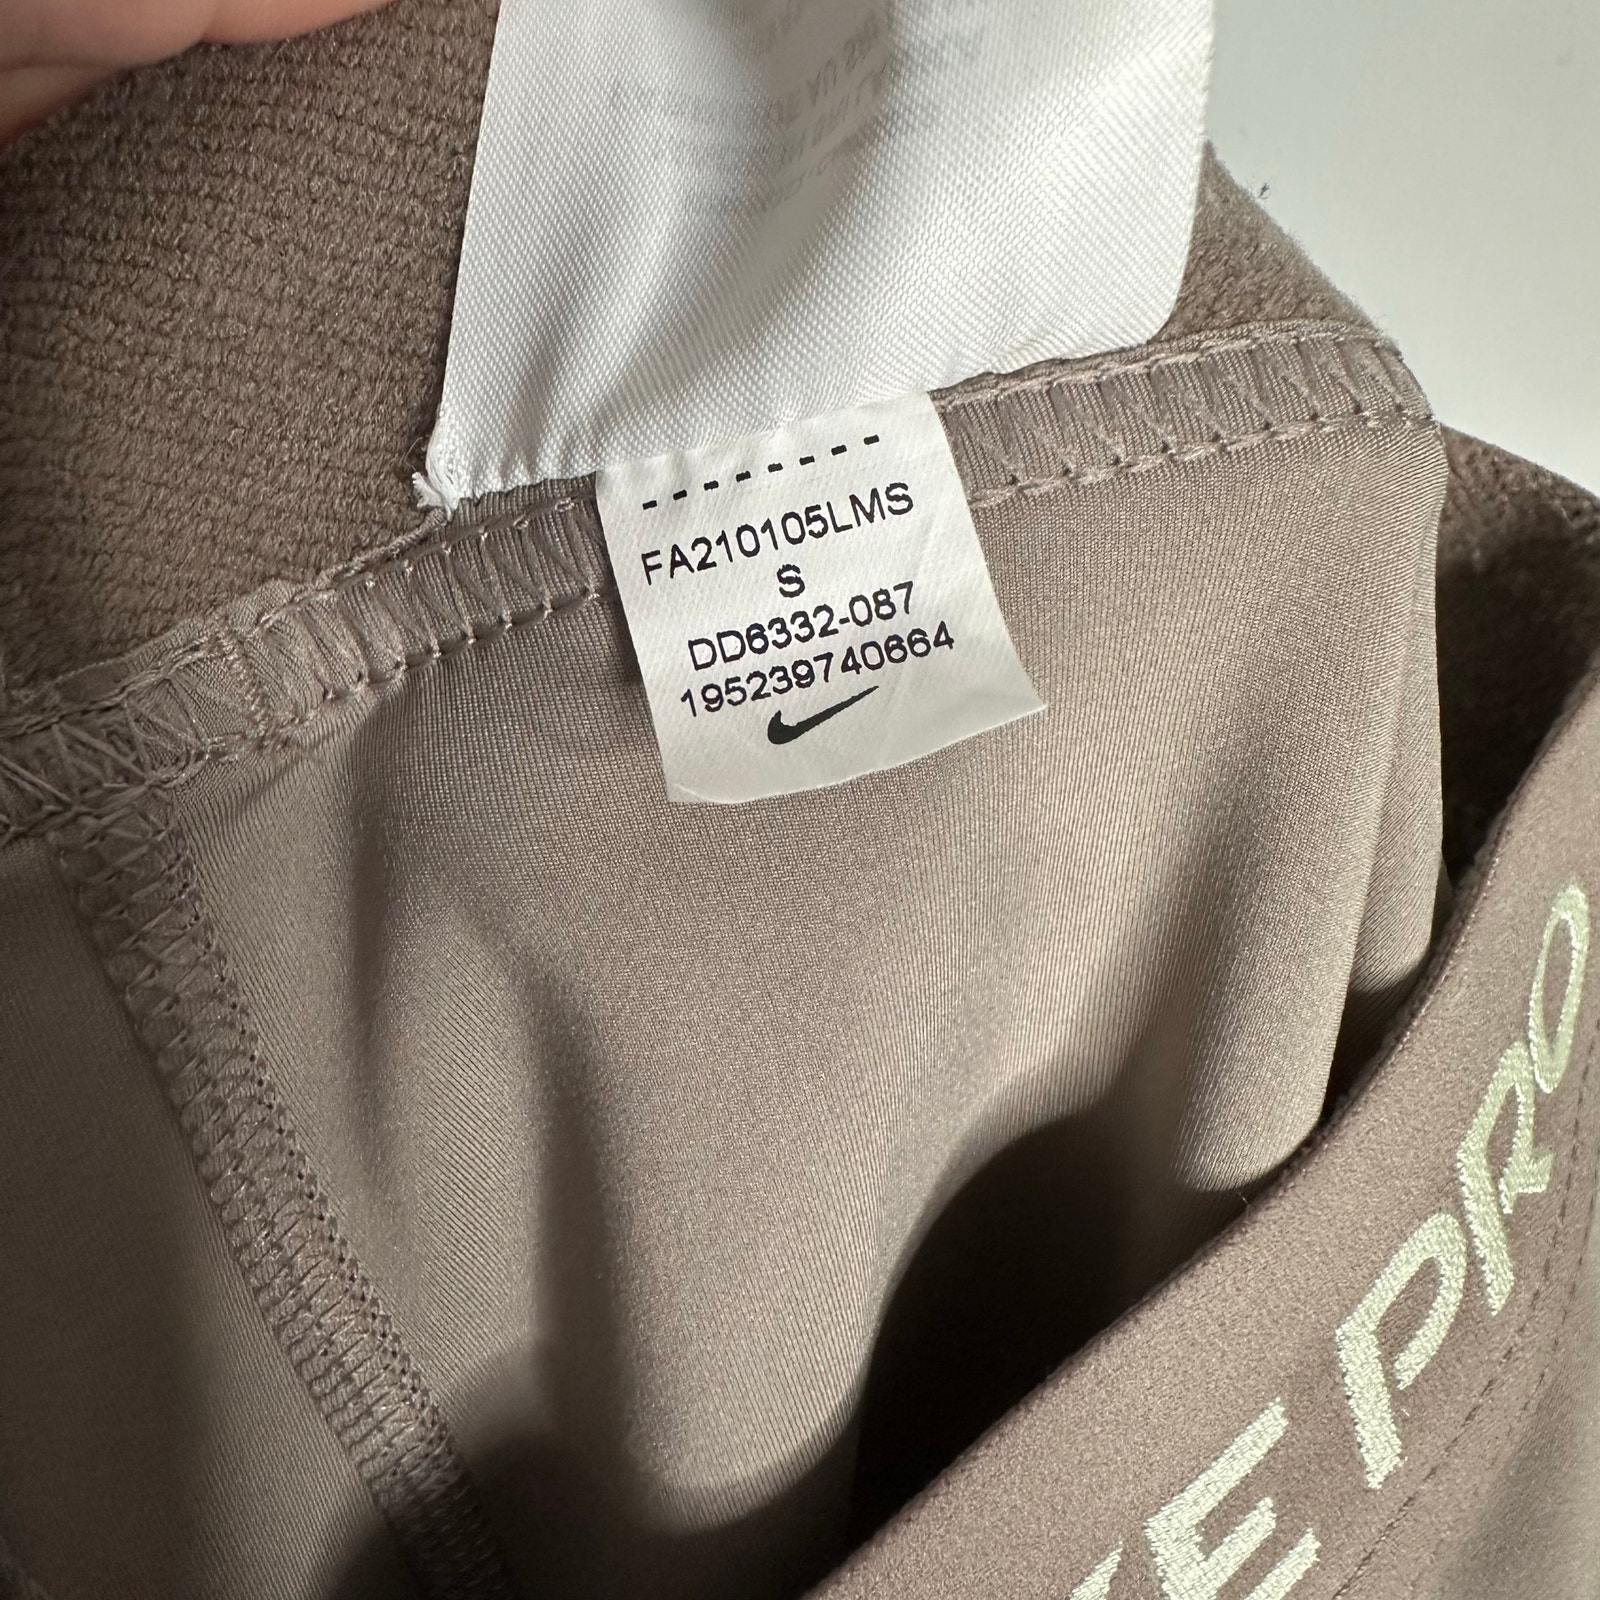 -------- 
FA210105LMS
S
DD6332-087
195239740664
E PRO